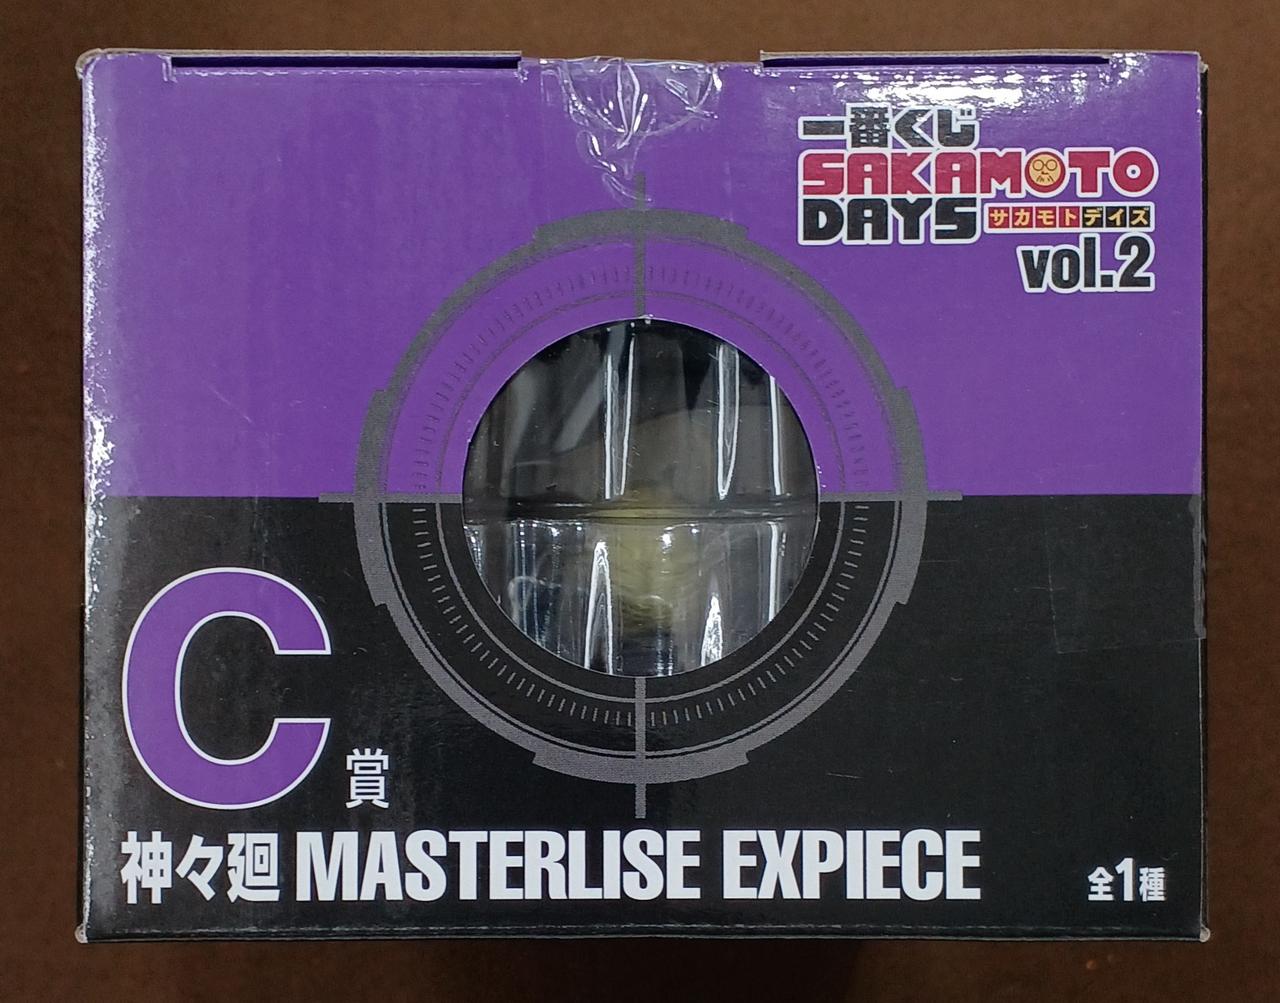 一番くじ
SAKAMOTO
DAYS サカモトデイズ
vol.2
C賞
神々廻 MASTERLISE EXPIECE
全1種